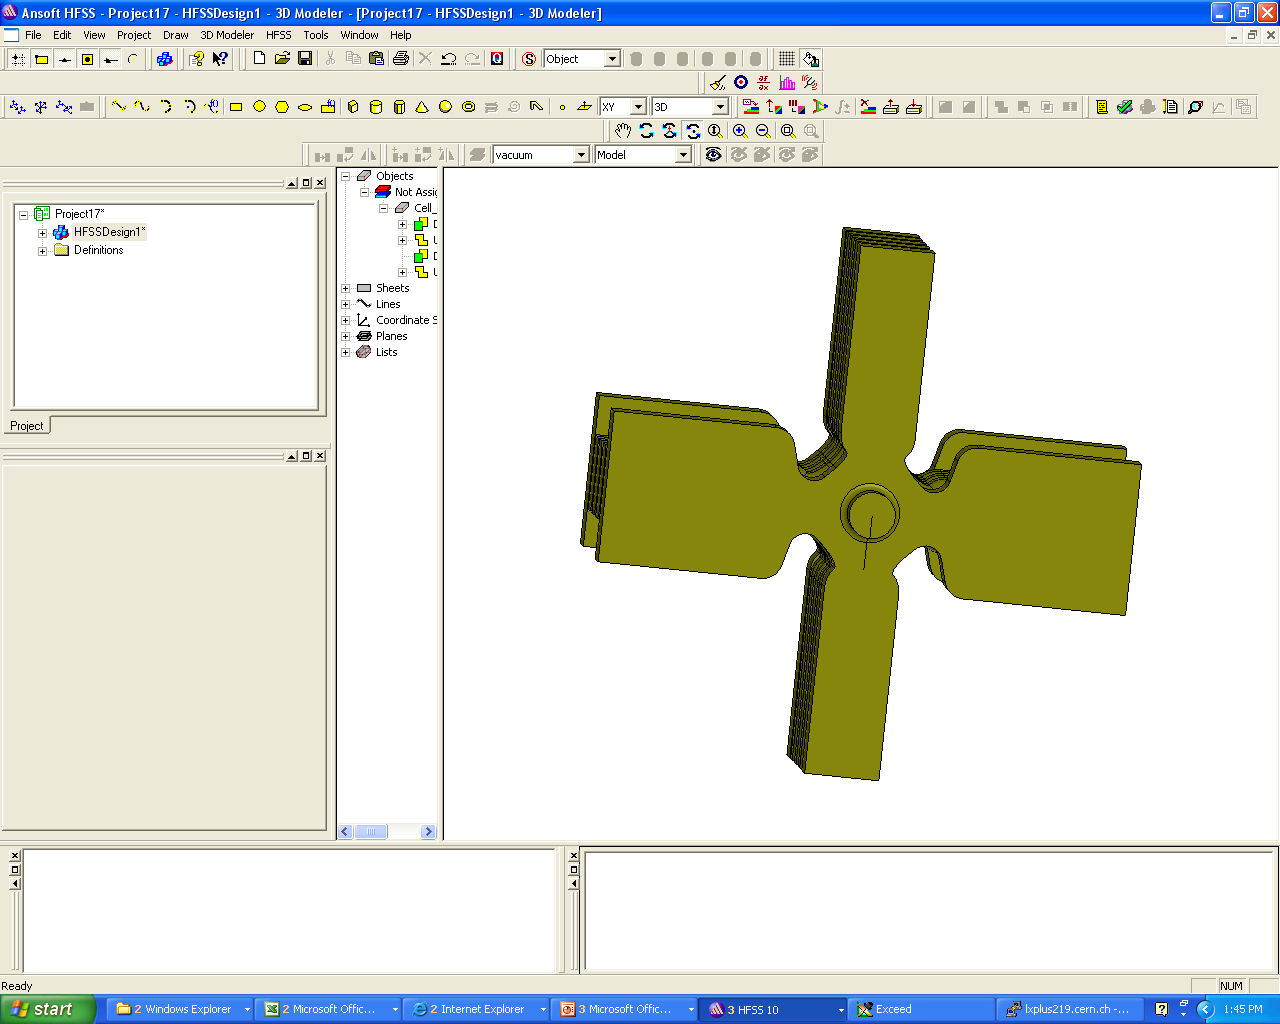 Ansoft HFSS - Project17 - HFSSDesign1 - 3D Modeler - [Project17 - HFSSDesign1 - 3D Modeler]
File Edit View Project Draw 3D Modeler HFSS Tools Window Help
Object
XY 3D
vacuum Model
Project17*
HFSSDesign1*
Definitions
Project
Objects
Not Assig
Cell_
Sheets
Lines
Coordinate S
Planes
Lists
Ready
NUM
start
2 Windows Explorer
2 Microsoft Offic...
2 Internet Explorer
3 Microsoft Offic...
3 HFSS 10
Exceed
lxplus219.cern.ch -...
1:45 PM